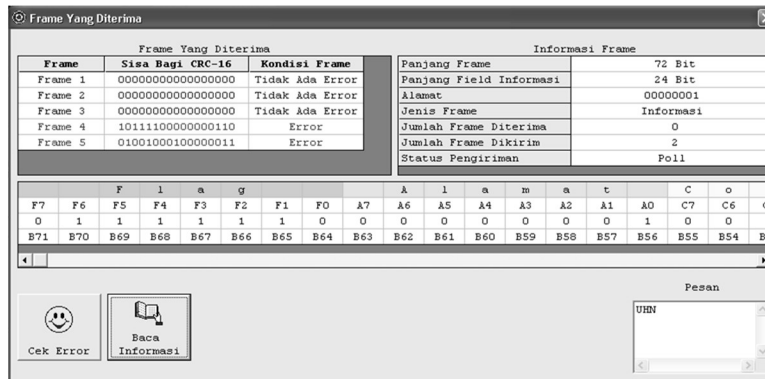 Frame Yang Diterima
Frame Yang Diterima
Frame Sisa Bagi CRC-16 Kondisi Frame
Frame 1 0000000000000000 Tidak Ada Error
Frame 2 0000000000000000 Tidak Ada Error
Frame 3 0000000000000000 Tidak Ada Error
Frame 4 1011110000000110 Error
Frame 5 0100100010000011 Error
Informasi Frame
Panjang Frame 72 Bit
Panjang Field Informasi 24 Bit
Alamat 00000001
Jenis Frame Informasi
Jumlah Frame Diterima 0
Jumlah Frame Dikirim 2
Status Pengiriman Poll
F l a g A l a m a t C o
F7 F6 F5 F4 F3 F2 F1 F0 A7 A6 A5 A4 A3 A2 A1 A0 C7 C6
0 1 1 1 1 1 1 0 0 0 0 0 0 0 0 1 0 0
B71 B70 B69 B68 B67 B66 B65 B64 B63 B62 B61 B60 B59 B58 B57 B56 B55 B54
Cek Error
Baca
Informasi
Pesan
UHN